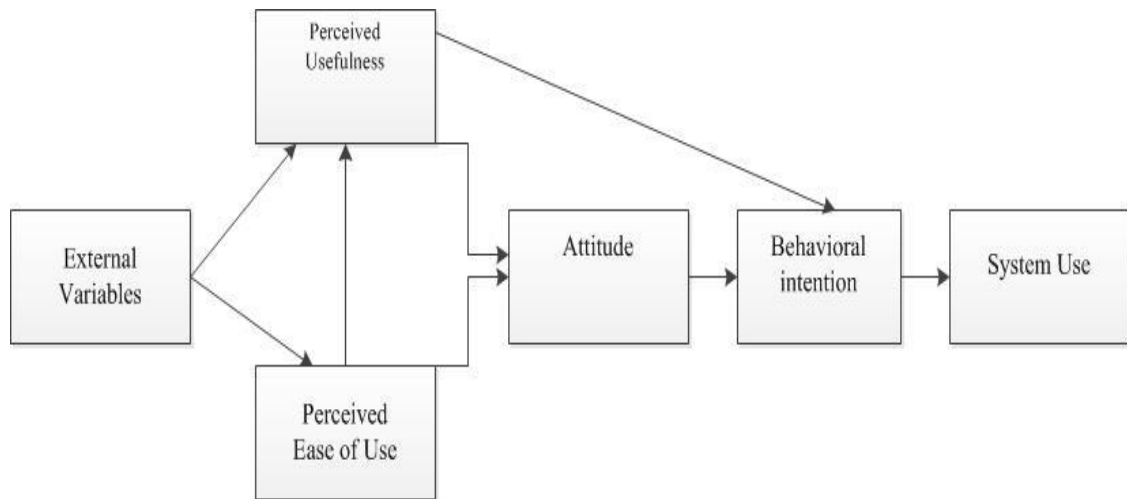 Perceived
Usefulness
External
Variables
Attitude
Behavioral
intention
System Use
Perceived
Ease of Use